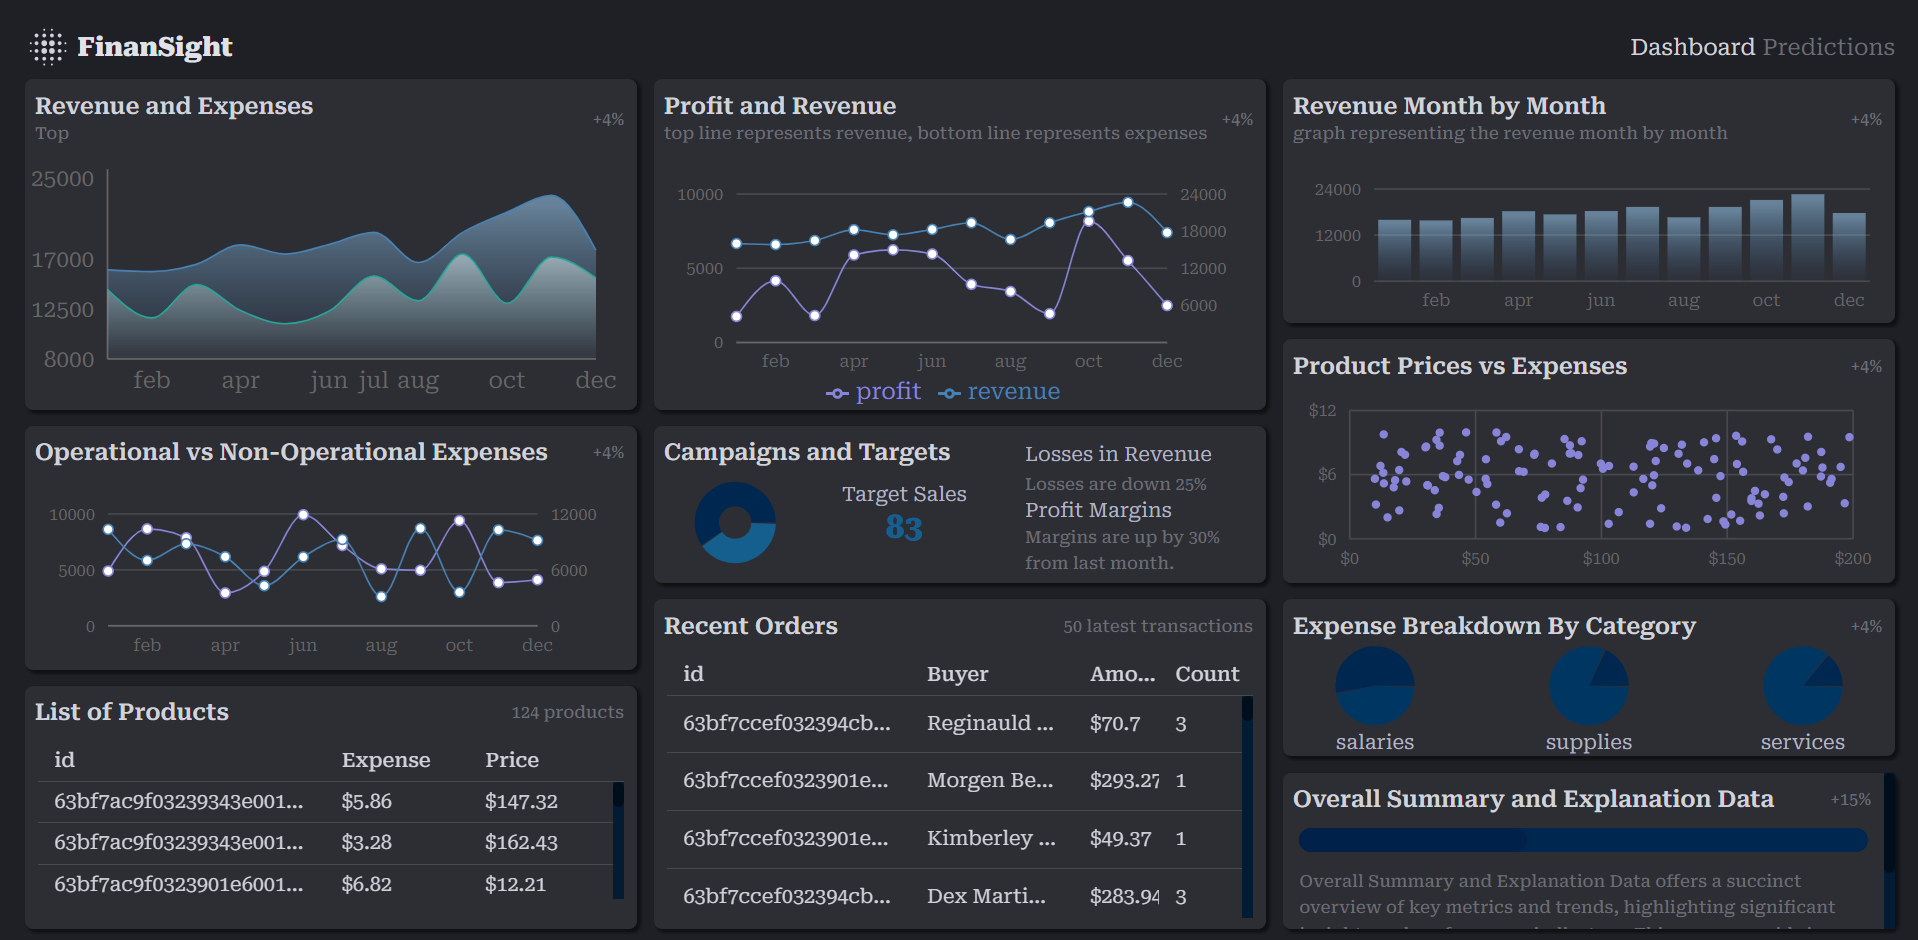 FinanSight
Dashboard Predictions
Revenue and Expenses
Top
+4%
25000
17000
12500
8000
feb apr jun jul aug oct dec
Profit and Revenue
top line represents revenue, bottom line represents expenses
+4%
10000
5000
0
24000
18000
12000
6000
feb apr jun aug oct dec
profit revenue
Revenue Month by Month
graph representing the revenue month by month
+4%
24000
12000
0
feb apr jun aug oct dec
Operational vs Non-Operational Expenses
+4%
10000
5000
0
12000
6000
0
feb apr jun aug oct dec
Campaigns and Targets
Target Sales
83
Losses in Revenue
Losses are down 25%
Profit Margins
Margins are up by 30%
from last month.
Product Prices vs Expenses
+4%
$12
$6
$0
$0 $50 $100 $150 $200
List of Products
124 products
id Expense Price
63bf7ac9f03239343e001... $5.86 $147.32
63bf7ac9f03239343e001... $3.28 $162.43
63bf7ac9f0323901e6001... $6.82 $12.21
Recent Orders
50 latest transactions
id Buyer Amo... Count
63bf7ccef032394cb... Reginauld ... $70.7 3
63bf7ccef0323901e... Morgen Be... $293.27 1
63bf7ccef0323901e... Kimberley ... $49.37 1
63bf7ccef032394cb... Dex Marti... $283.94 3
Expense Breakdown By Category
+4%
salaries supplies services
Overall Summary and Explanation Data
+15%
Overall Summary and Explanation Data offers a succinct
overview of key metrics and trends, highlighting significant